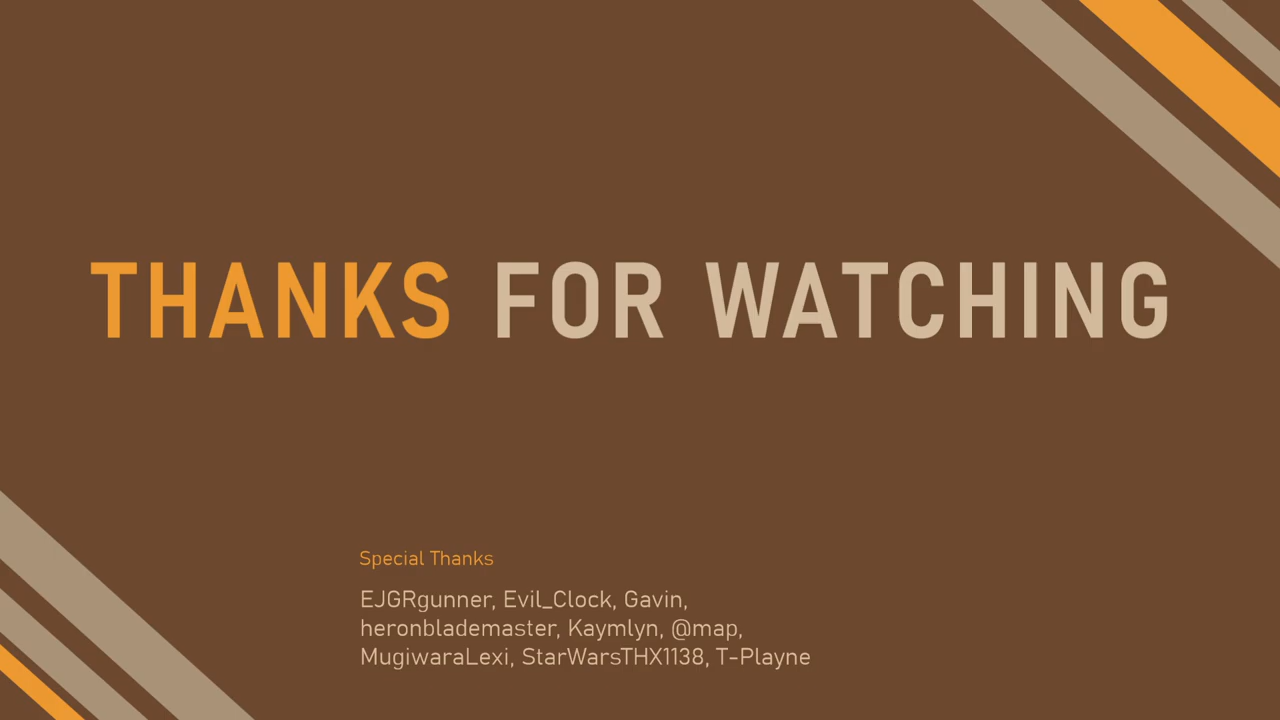 THANKS FOR WATCHING
Special Thanks
EJGRgunner, Evil_Clock, Gavin,
heronblademaster, Kaymlyn, @map,
MugiwaraLexi, StarWarsTHX1138, T-Playne